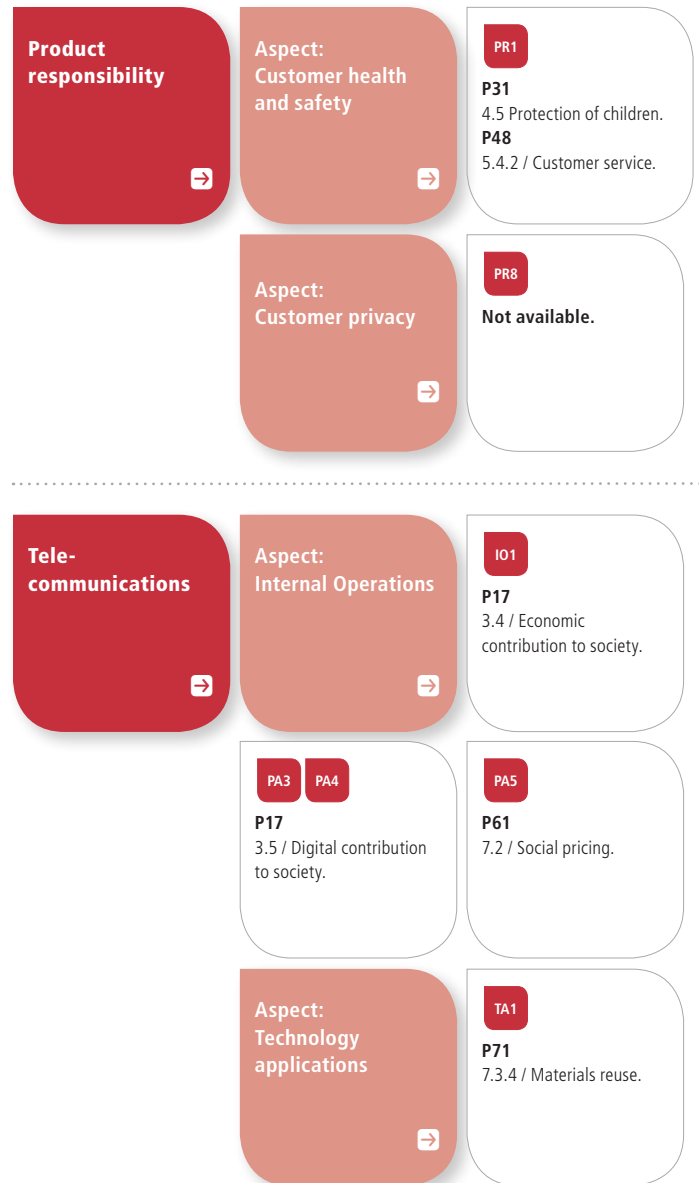 Product
responsibility
Aspect:
Customer health
and safety
PR1
P31
4.5 Protection of children.
P48
5.4.2 / Customer service.
Aspect:
Customer privacy
PR8
Not available.
Tele-
communications
Aspect:
Internal Operations
IO1
P17
3.4 / Economic
contribution to society.
PA3 PA4
P17
3.5 / Digital contribution
to society.
PA5
P61
7.2 / Social pricing.
Aspect:
Technology
applications
TA1
P71
7.3.4 / Materials reuse.